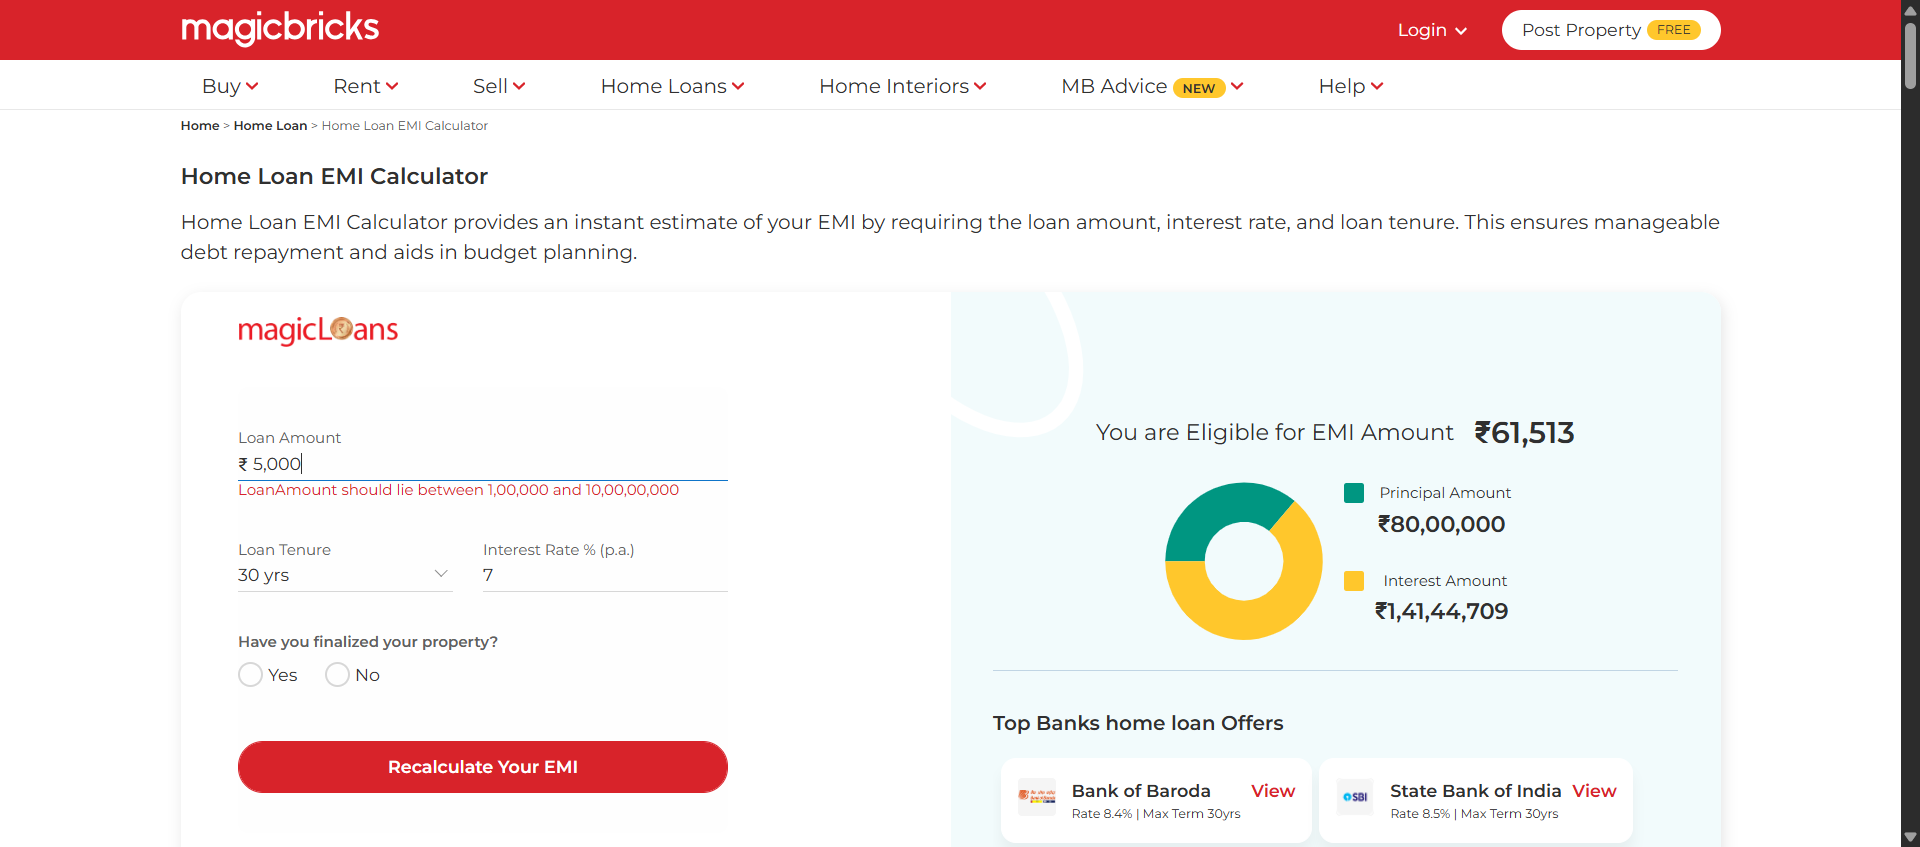 magicbricks
Login
Post Property FREE
Buy
Rent
Sell
Home Loans
Home Interiors
MB Advice NEW
Help
Home > Home Loan > Home Loan EMI Calculator
Home Loan EMI Calculator
Home Loan EMI Calculator provides an instant estimate of your EMI by requiring the loan amount, interest rate, and loan tenure. This ensures manageable
debt repayment and aids in budget planning.
magicLoans
Loan Amount
₹ 5,000
LoanAmount should lie between 1,00,000 and 10,00,00,000
Loan Tenure
30 yrs
Interest Rate % (p.a.)
7
Have you finalized your property?
Yes
No
Recalculate Your EMI
You are Eligible for EMI Amount ₹61,513
Principal Amount
₹80,00,000
Interest Amount
₹1,41,44,709
Top Banks home loan Offers
Bank of Baroda View
Rate 8.4% | Max Term 30yrs
SBI
State Bank of India View
Rate 8.5% | Max Term 30yrs